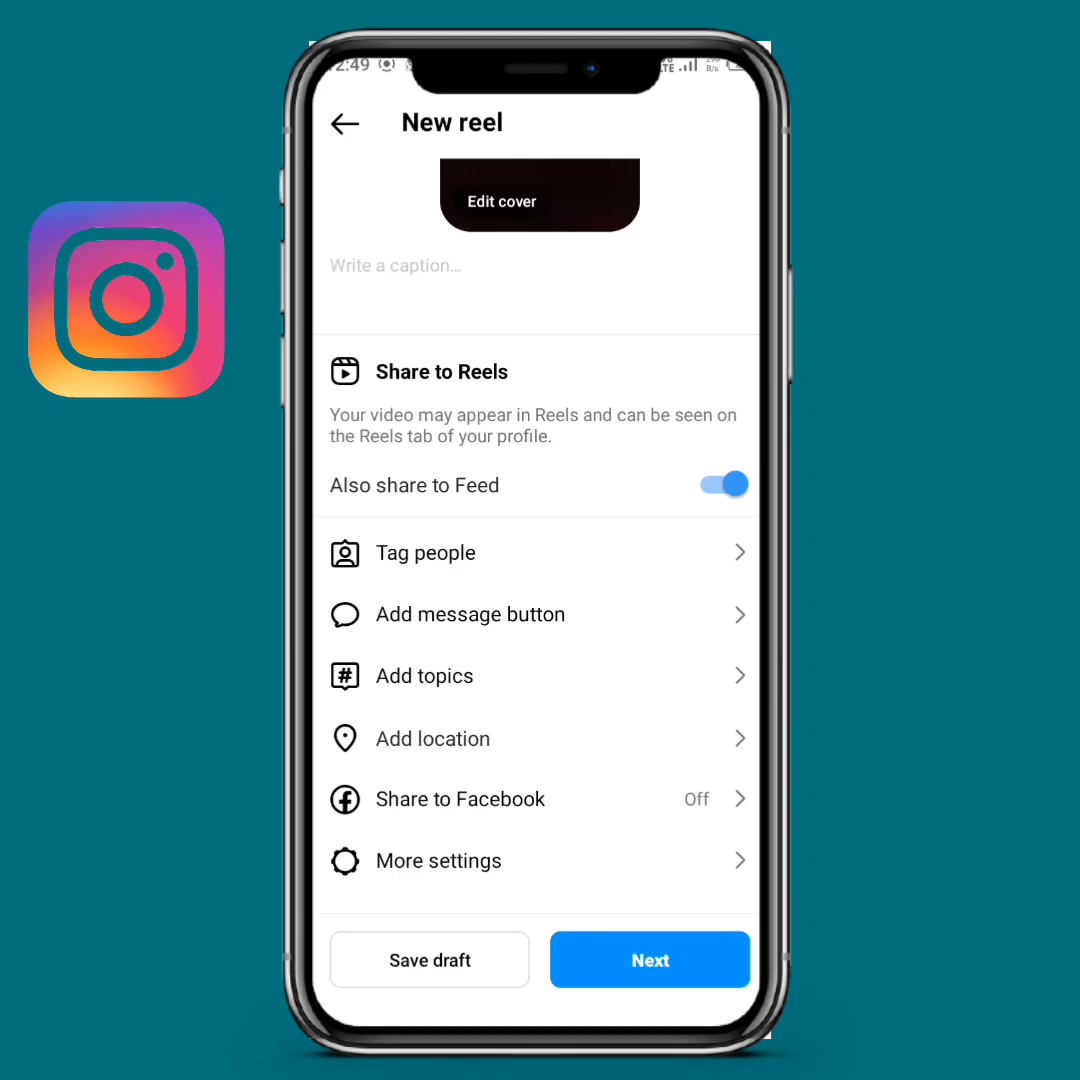 2:49
New reel
Edit cover
Write a caption...
Share to Reels
Your video may appear in Reels and can be seen on
the Reels tab of your profile.
Also share to Feed
Tag people
Add message button
Add topics
Add location
Share to Facebook Off
More settings
Save draft Next